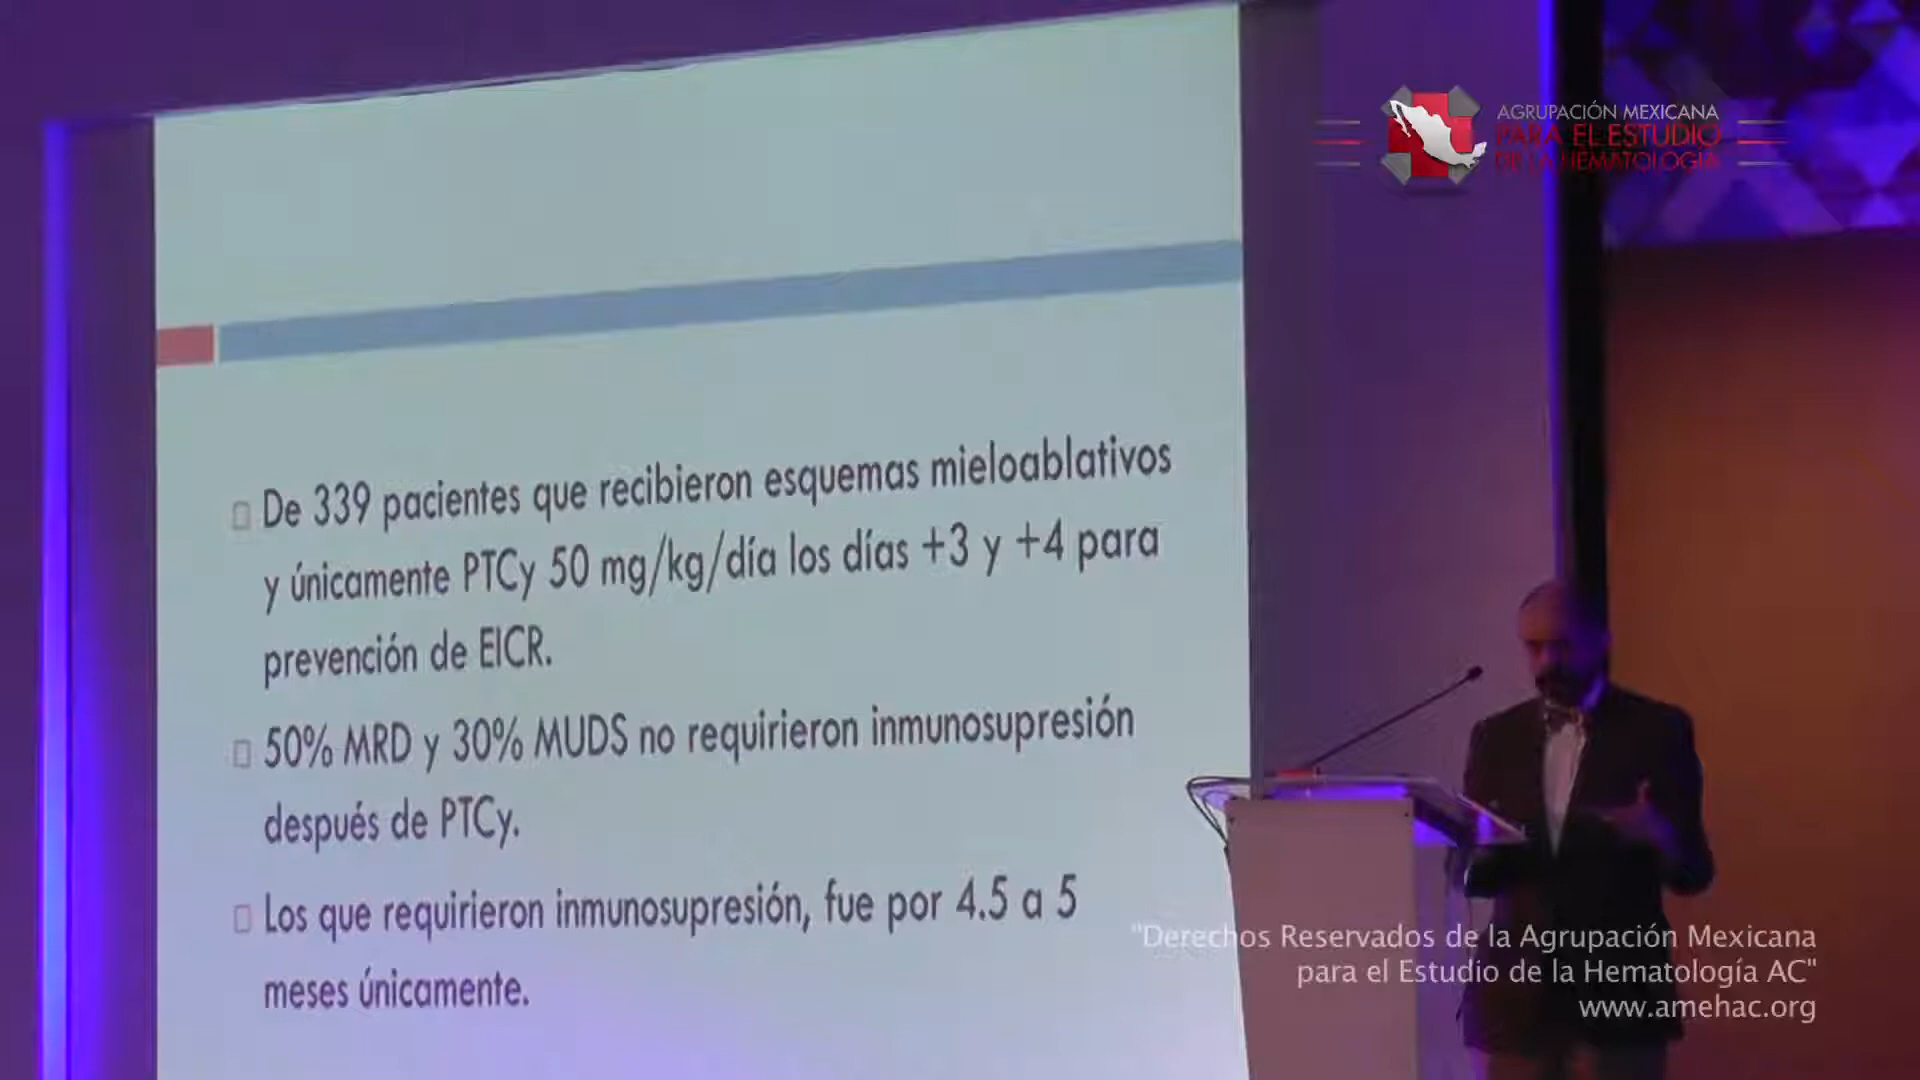 AGRUPACIÓN MEXICANA
PARA EL ESTUDIO
DE LA HEMATOLOGÍA
De 339 pacientes que recibieron esquemas mieloablativos
y únicamente PTCy 50 mg/kg/día los días +3 y +4 para
prevención de EICR.
50% MRD y 30% MUDS no requirieron inmunosupresión
después de PTCy.
Los que requirieron inmunosupresión, fue por 4.5 a 5
meses únicamente.
"Derechos Reservados de la Agrupación Mexicana
para el Estudio de la Hematología AC"
www.amehac.org